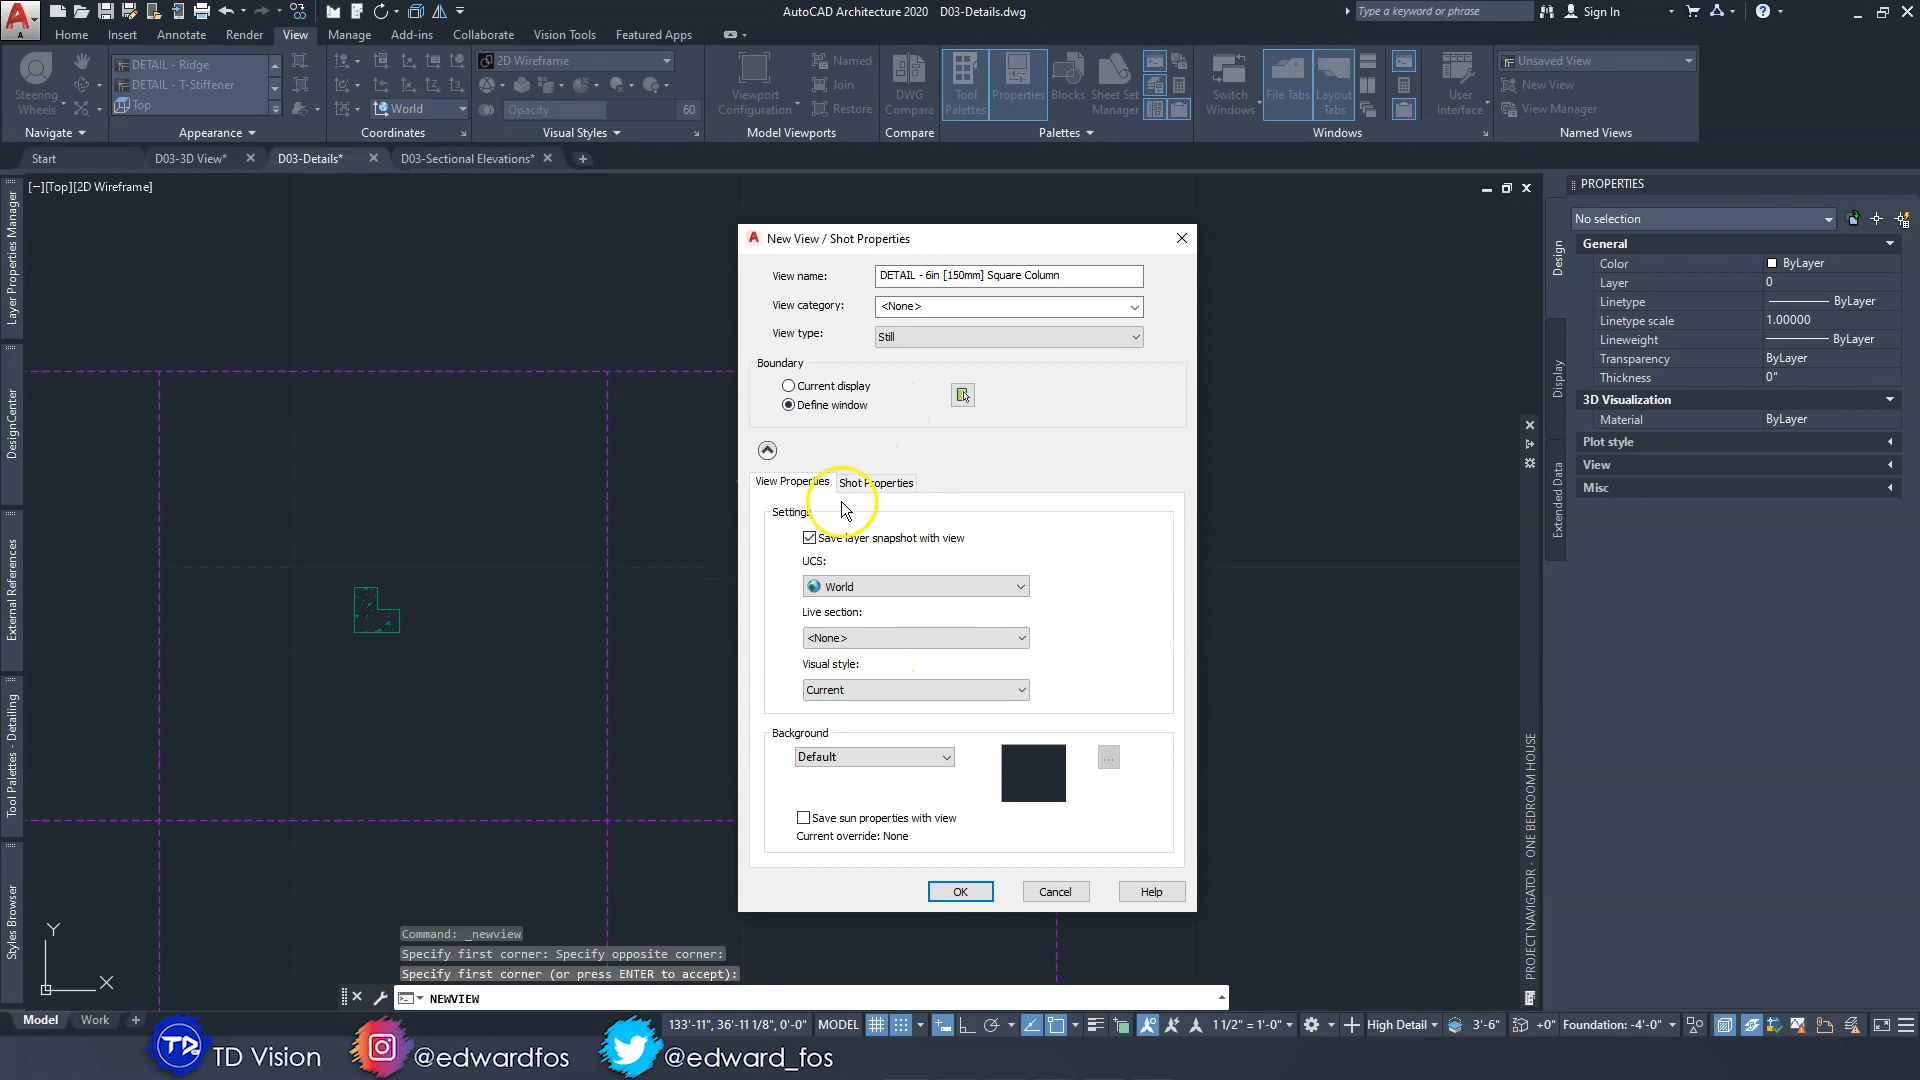 AutoCAD Architecture 2020 D03-Details.dwg
Type a keyword or phrase
Sign In
Home Insert Annotate Render View Manage Add-ins Collaborate Vision Tools Featured Apps
Steering Wheels
DETAIL - Ridge
DETAIL - T-Stiffener
Top
World
2D Wireframe
Opacity 60
Viewport Configuration
Named
Join
Restore
DWG Compare
Tool Palettes
Properties
Blocks
Sheet Set Manager
Switch Windows
File Tabs
Layout Tabs
User Interface
Unsaved View
New View
View Manager
Navigate Appearance Coordinates Visual Styles Model Viewports Compare Palettes Windows Named Views
Start D03-3D View* D03-Details* D03-Sectional Elevations*
[−][Top][2D Wireframe]
Layer Properties Manager
DesignCenter
External References
Tool Palettes - Detailing
Styles Browser
New View / Shot Properties
View name: DETAIL - 6in [150mm] Square Column
View category: <None>
View type: Still
Boundary
Current display
Define window
View Properties Shot Properties
Settings
Save layer snapshot with view
UCS:
World
Live section:
<None>
Visual style:
Current
Background
Default
...
Save sun properties with view
Current override: None
OK Cancel Help
PROPERTIES
No selection
Design
Display
Extended Data
General
Color ByLayer
Layer 0
Linetype ByLayer
Linetype scale 1.00000
Lineweight ByLayer
Transparency ByLayer
Thickness 0"
3D Visualization
Material ByLayer
Plot style
View
Misc
PROJECT NAVIGATOR - ONE BEDROOM HOUSE
Y
X
Command: _newview
Specify first corner: Specify opposite corner:
Specify first corner (or press ENTER to accept):
NEWVIEW
Model Work
133'-11", 36'-11 1/8", 0'-0" MODEL 1 1/2" = 1'-0" High Detail 3'-6" +0" Foundation: -4'-0"
TD Vision @edwardfos @edward_fos